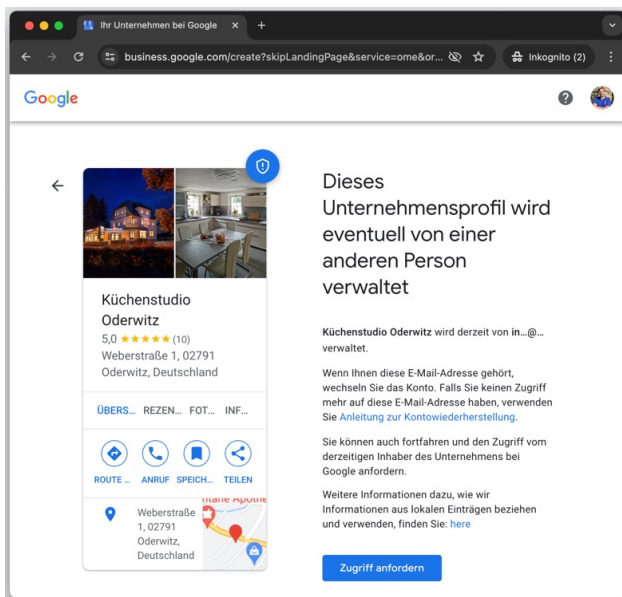 Ihr Unternehmen bei Google
business.google.com/create?skipLandingPage&service=ome&or...
Inkognito (2)
Google
Küchenstudio
Oderwitz
5,0 ★★★★★ (10)
Weberstraße 1, 02791
Oderwitz, Deutschland
ÜBERS... REZEN... FOT... INF...
ROUTE ... ANRUF SPEICH... TEILEN
Weberstraße
1, 02791
Oderwitz,
Deutschland
Dieses
Unternehmensprofil wird
eventuell von einer
anderen Person
verwaltet
Küchenstudio Oderwitz wird derzeit von in...@...
verwaltet.
Wenn Ihnen diese E-Mail-Adresse gehört,
wechseln Sie das Konto. Falls Sie keinen Zugriff
mehr auf diese E-Mail-Adresse haben, verwenden
Sie Anleitung zur Kontowiederherstellung.
Sie können auch fortfahren und den Zugriff vom
derzeitigen Inhaber des Unternehmens bei
Google anfordern.
Weitere Informationen dazu, wie wir
Informationen aus lokalen Einträgen beziehen
und verwenden, finden Sie: here
Zugriff anfordern